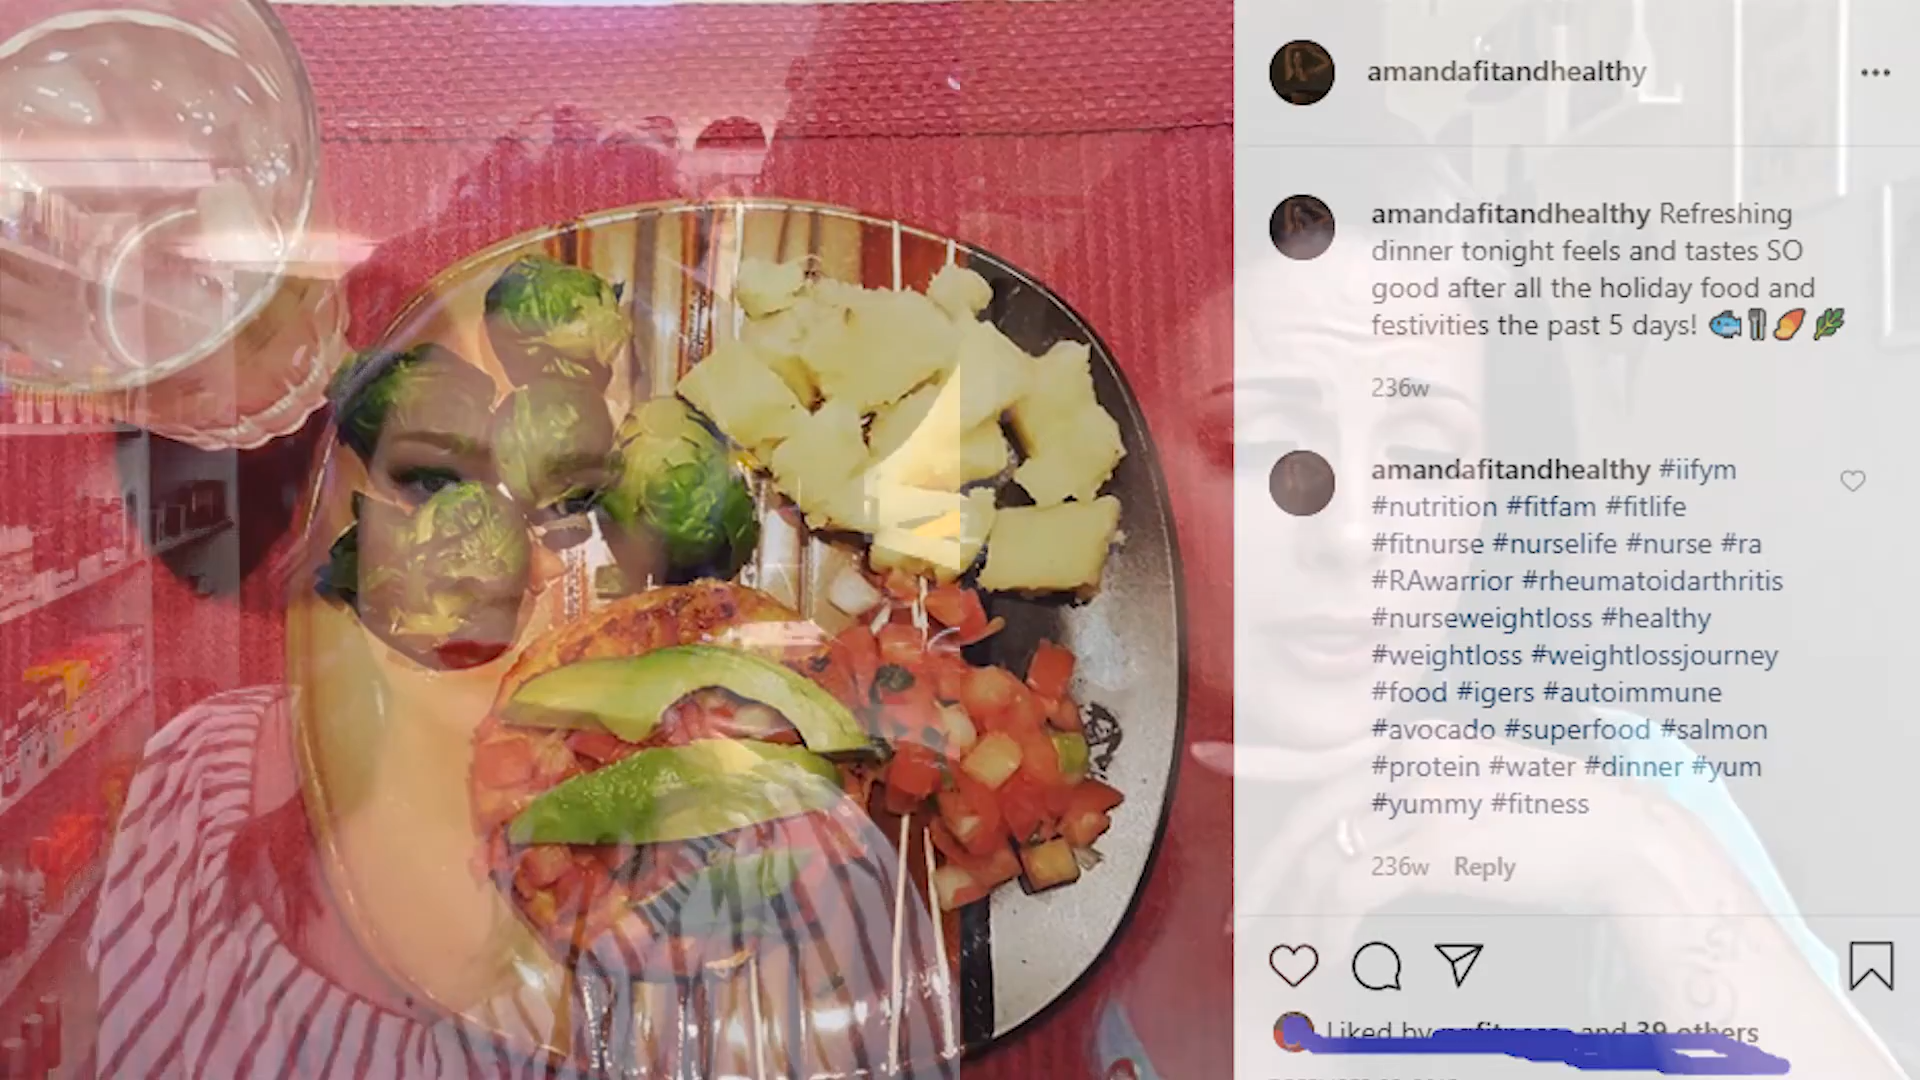 amandafitandhealthy
amandafitandhealthy Refreshing
dinner tonight feels and tastes SO
good after all the holiday food and
festivities the past 5 days! 🐟🍴🥭🌿
236w
amandafitandhealthy #iifym
#nutrition #fitfam #fitlife
#fitnurse #nurselife #nurse #ra
#RAwarrior #rheumatoidarthritis
#nurseweightloss #healthy
#weightloss #weightlossjourney
#food #igers #autoimmune
#avocado #superfood #salmon
#protein #water #dinner #yum
#yummy #fitness
236w Reply
Liked by and 39 others